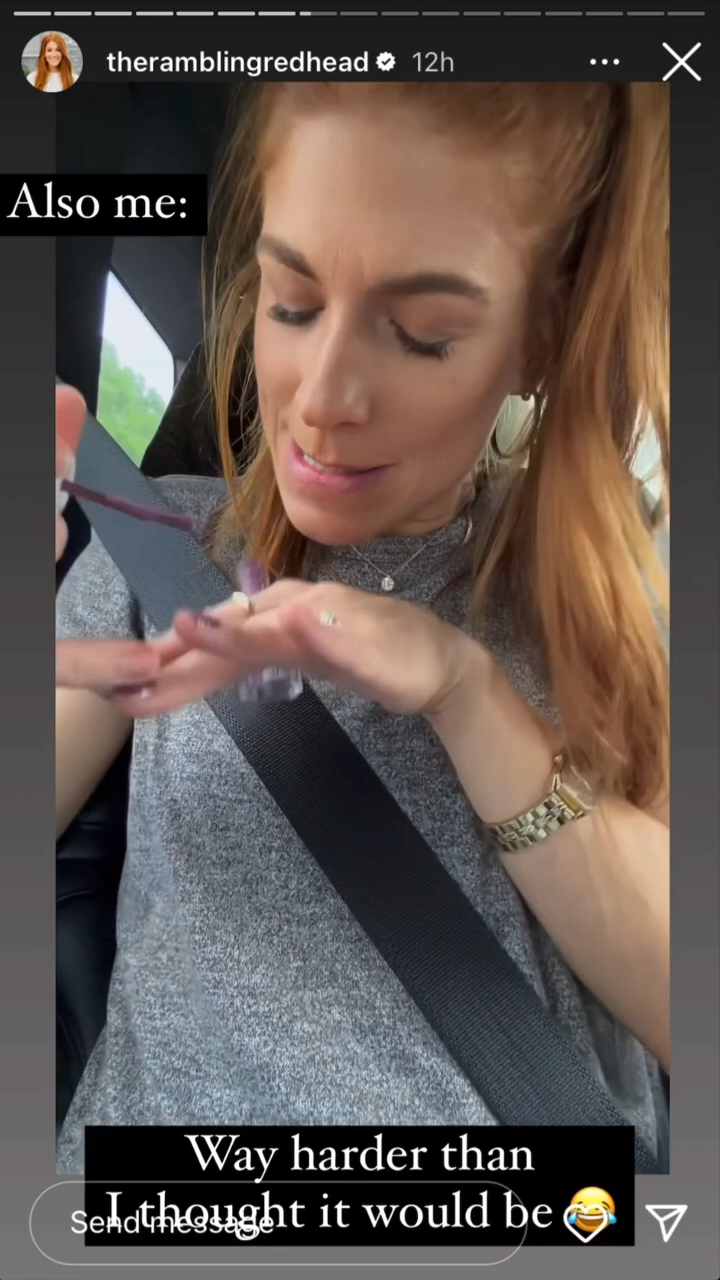 theramblingredhead 12h
Also me:
Way harder than
I thought it would be 😂
Send message